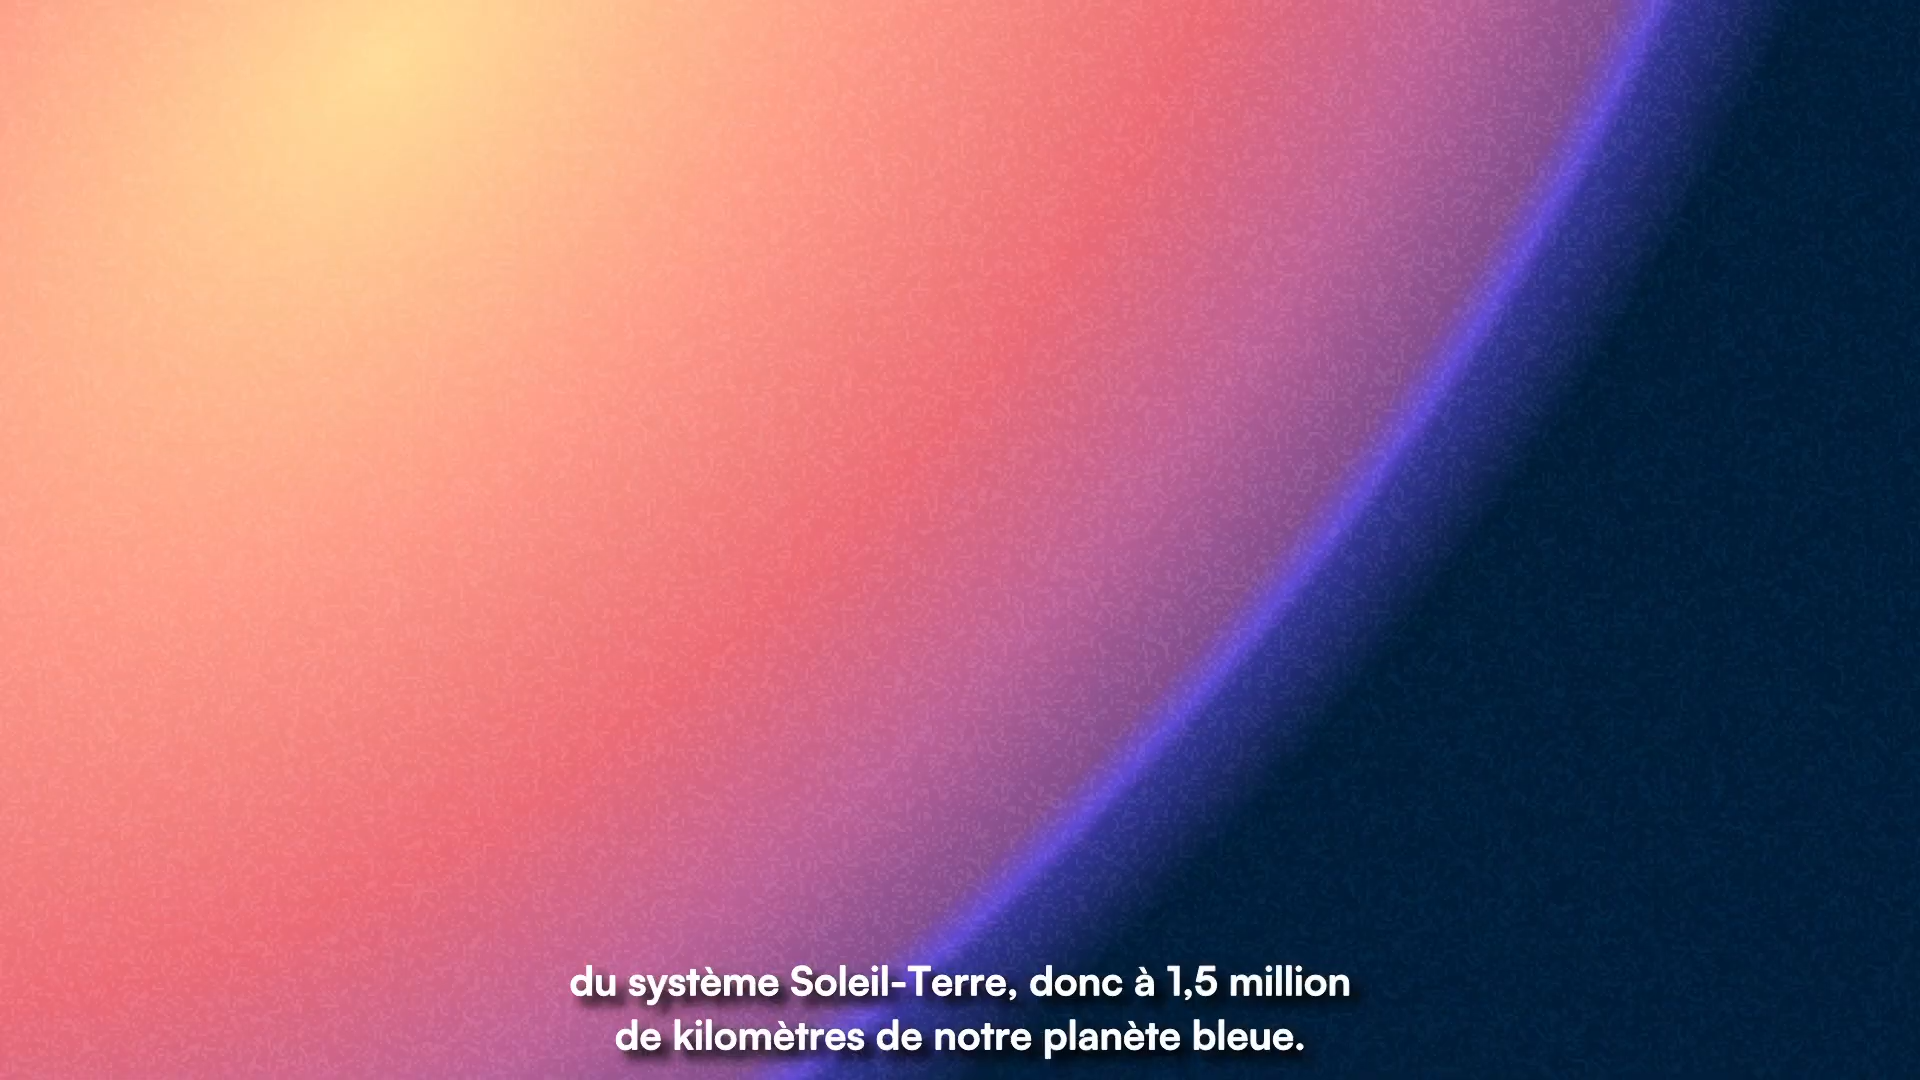 du système Soleil-Terre, donc à 1,5 million
de kilomètres de notre planète bleue.